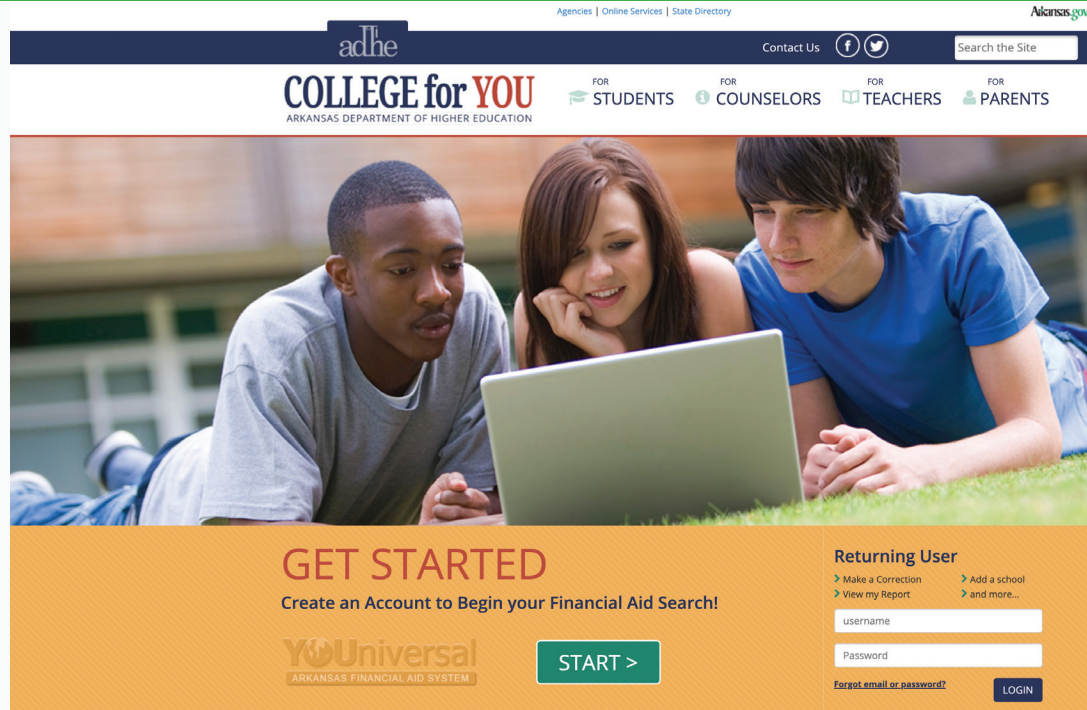 Agencies | Online Services | State Directory
Arkansas.gov
adhe
Contact Us
Search the Site
COLLEGE for YOU
ARKANSAS DEPARTMENT OF HIGHER EDUCATION
FOR
STUDENTS
FOR
COUNSELORS
FOR
TEACHERS
FOR
PARENTS
GET STARTED
Create an Account to Begin your Financial Aid Search!
YOUniversal
ARKANSAS FINANCIAL AID SYSTEM
START >
Returning User
Make a Correction
Add a school
View my Report
and more...
username
Password
Forgot email or password?
LOGIN